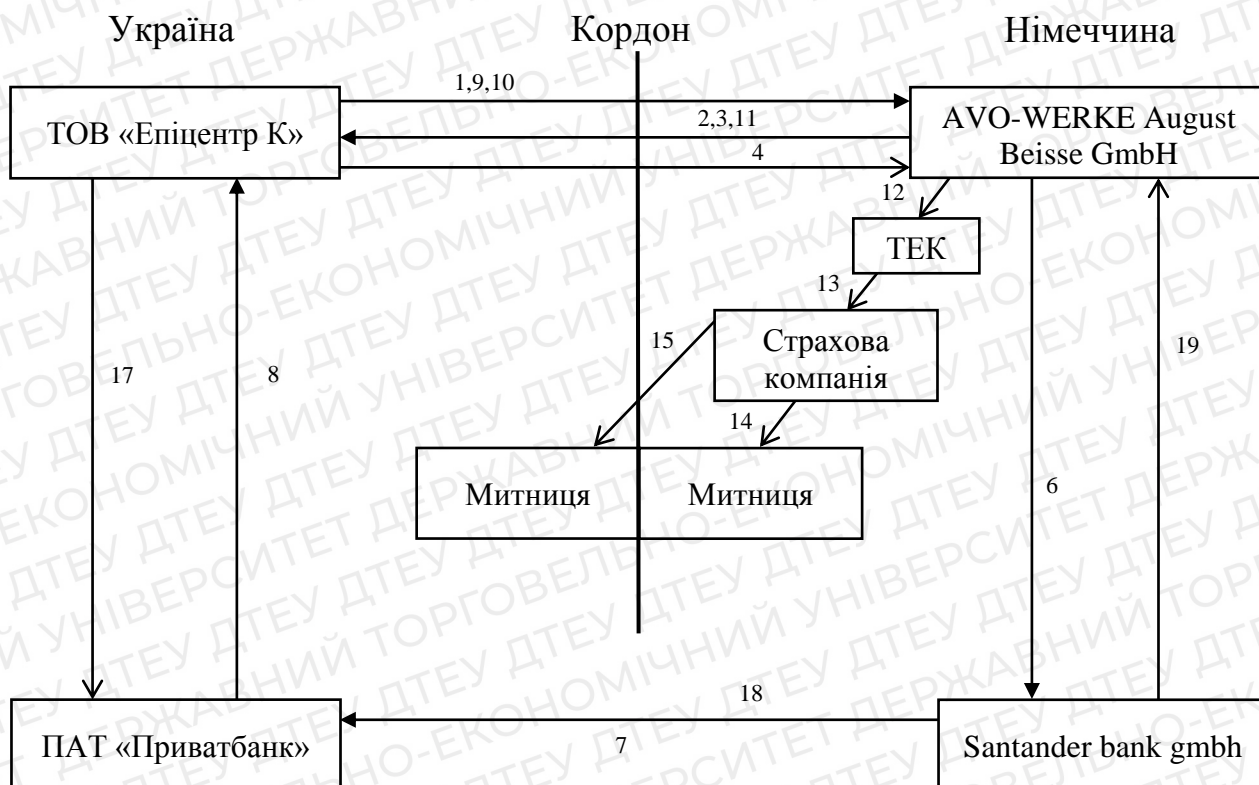 Україна Кордон Німеччина
1,9,10
ТОВ «Епіцентр К»
2,3,11
AVO-WERKE August
Beisse GmbH
4
12
ТЕК
13
15
Страхова
компанія
17
8
19
14
Митниця
Митниця
6
18
ПАТ «Приватбанк»
7
Santander bank gmbh